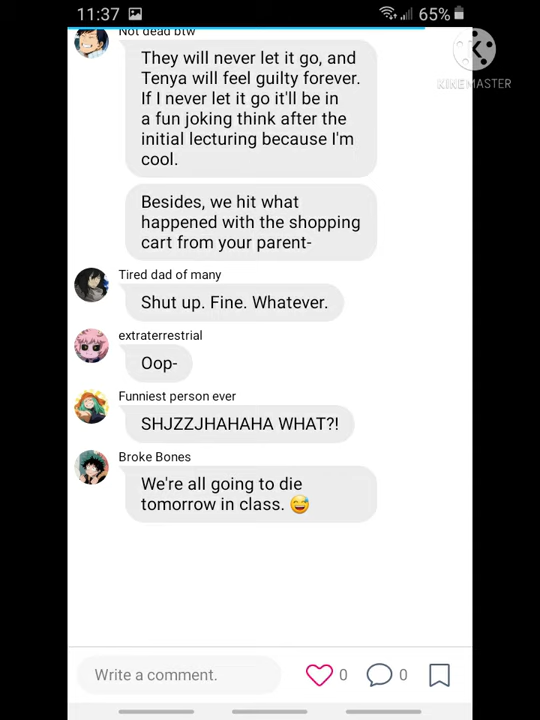 11:37
65%
KINEMASTER
Not dead btw
They will never let it go, and
Tenya will feel guilty forever.
If I never let it go it'll be in
a fun joking think after the
initial lecturing because I'm
cool.
Besides, we hit what
happened with the shopping
cart from your parent-
Tired dad of many
Shut up. Fine. Whatever.
extraterrestrial
Oop-
Funniest person ever
SHJZZJHAHAHA WHAT?!
Broke Bones
We're all going to die
tomorrow in class. 😅
Write a comment.
0
0